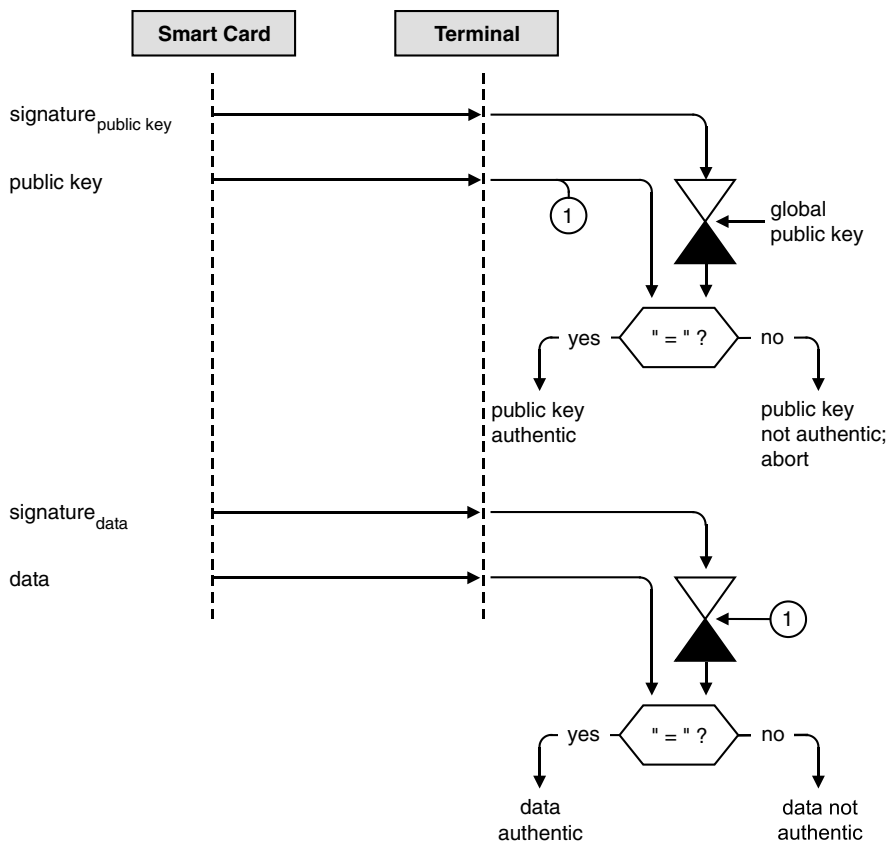 Smart Card
Terminal
signature public key
public key
1
global
public key
yes
" = " ?
no
public key
authentic
public key
not authentic;
abort
signature data
data
1
yes
" = " ?
no
data
authentic
data not
authentic